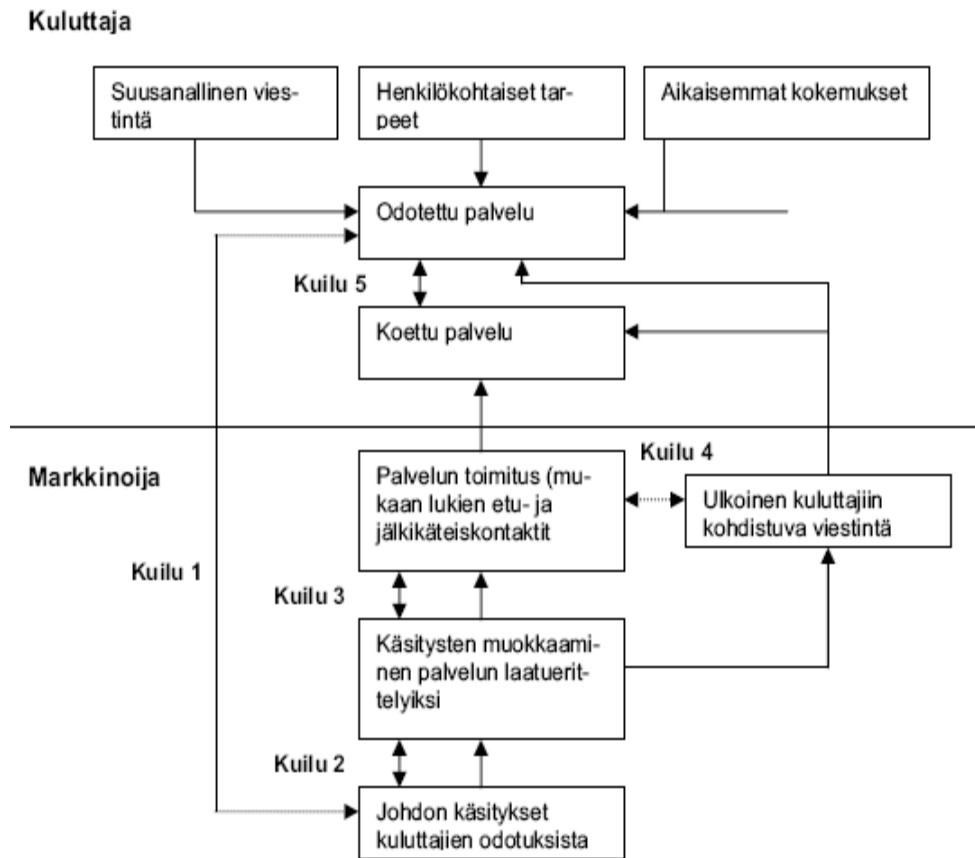 Kuluttaja
Suusanallinen vies-
tintä
Henkilökohtaiset tar-
peet
Aikaisemmat kokemukset
Odotettu palvelu
Kuilu 5
Koettu palvelu
Kuilu 4
Markkinoija
Palvelun toimitus (mu-
kaan lukien etu- ja
jälkikäteiskontaktit
Ulkoinen kuluttajiin
kohdistuva viestintä
Kuilu 1
Kuilu 3
Käsitysten muokkaami-
nen palvelun laatuerit-
telyiksi
Kuilu 2
Johdon käsitykset
kuluttajien odotuksista